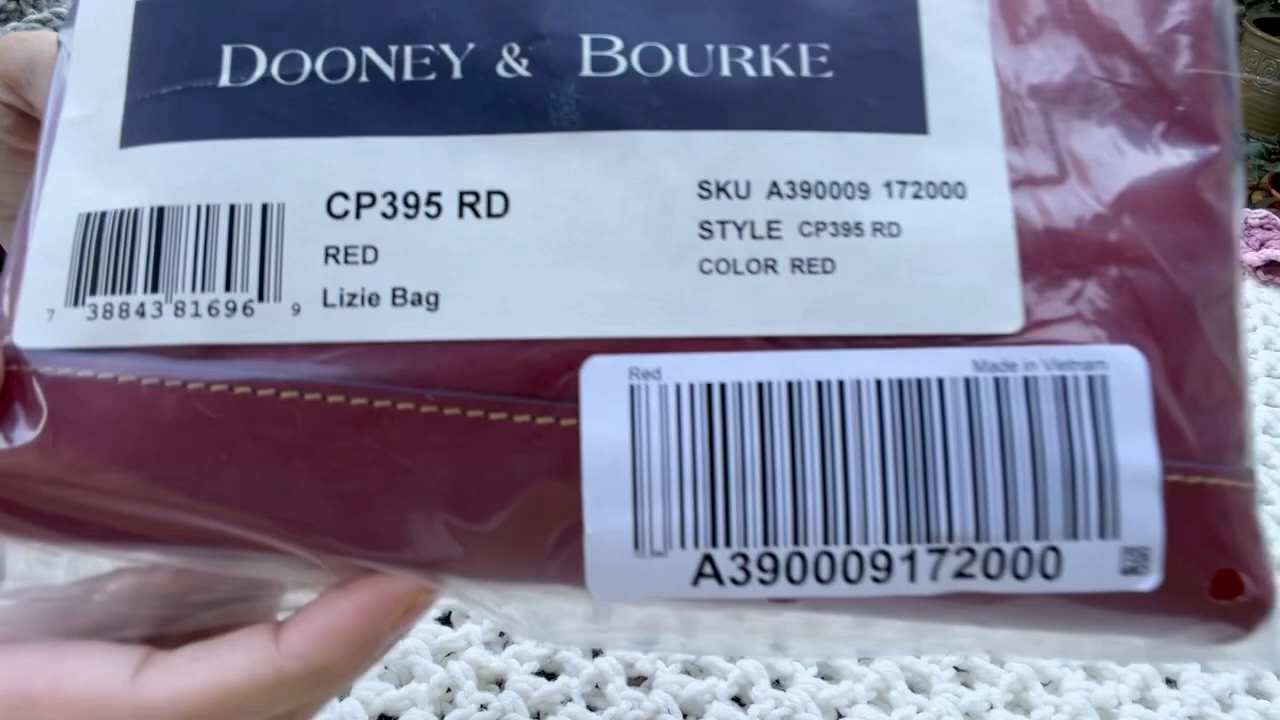 DOONEY & BOURKE
CP395 RD
RED
Lizie Bag
7 38843 81696 9
SKU A390009 172000
STYLE CP395 RD
COLOR RED
Red
Made in Vietnam
A390009172000